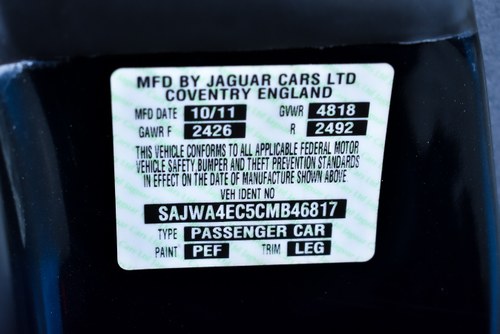 MFD BY JAGUAR CARS LTD
COVENTRY ENGLAND
MFD DATE 10/11 GVWR 4818
GAWR F 2426 R 2492
THIS VEHICLE CONFORMS TO ALL APPLICABLE FEDERAL MOTOR
VEHICLE SAFETY, BUMPER AND THEFT PREVENTION STANDARDS
IN EFFECT ON THE DATE OF MANUFACTURE SHOWN ABOVE
VEH IDENT NO
SAJWA4EC5CMB46817
TYPE PASSENGER CAR
PAINT PEF TRIM LEG